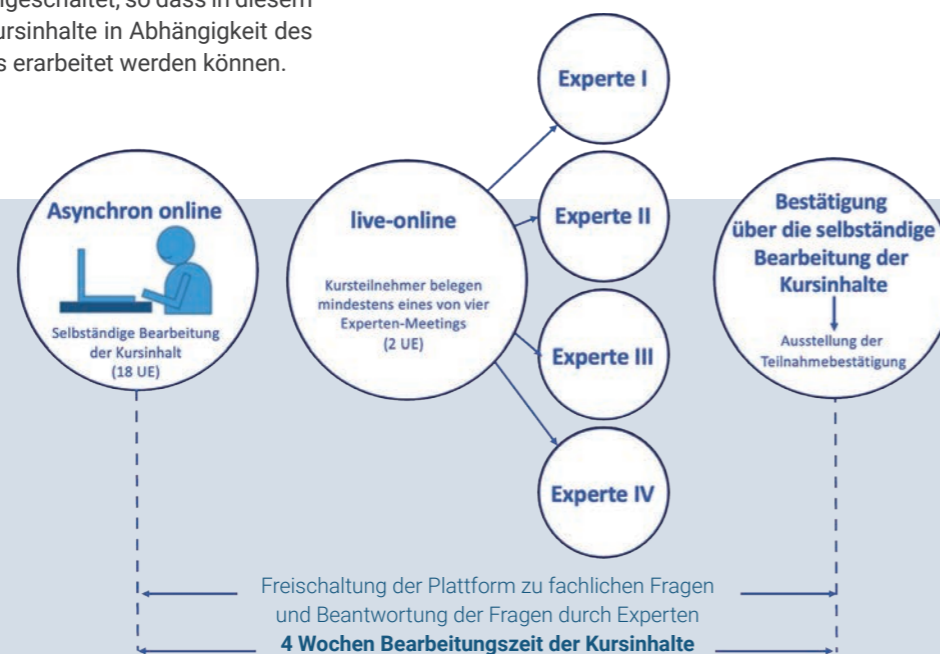 ngeschaltet, so dass in diesem
ursinhalte in Abhängigkeit des
s erarbeitet werden können.
Asynchron online
Selbständige Bearbeitung
der Kursinhalt
(18 UE)
live-online
Kursteilnehmer belegen
mindestens eines von vier
Experten-Meetings
(2 UE)
Experte I
Experte II
Experte III
Experte IV
Bestätigung
über die selbständige
Bearbeitung der
Kursinhalte
Ausstellung der
Teilnahmebestätigung
Freischaltung der Plattform zu fachlichen Fragen
und Beantwortung der Fragen durch Experten
4 Wochen Bearbeitungszeit der Kursinhalte